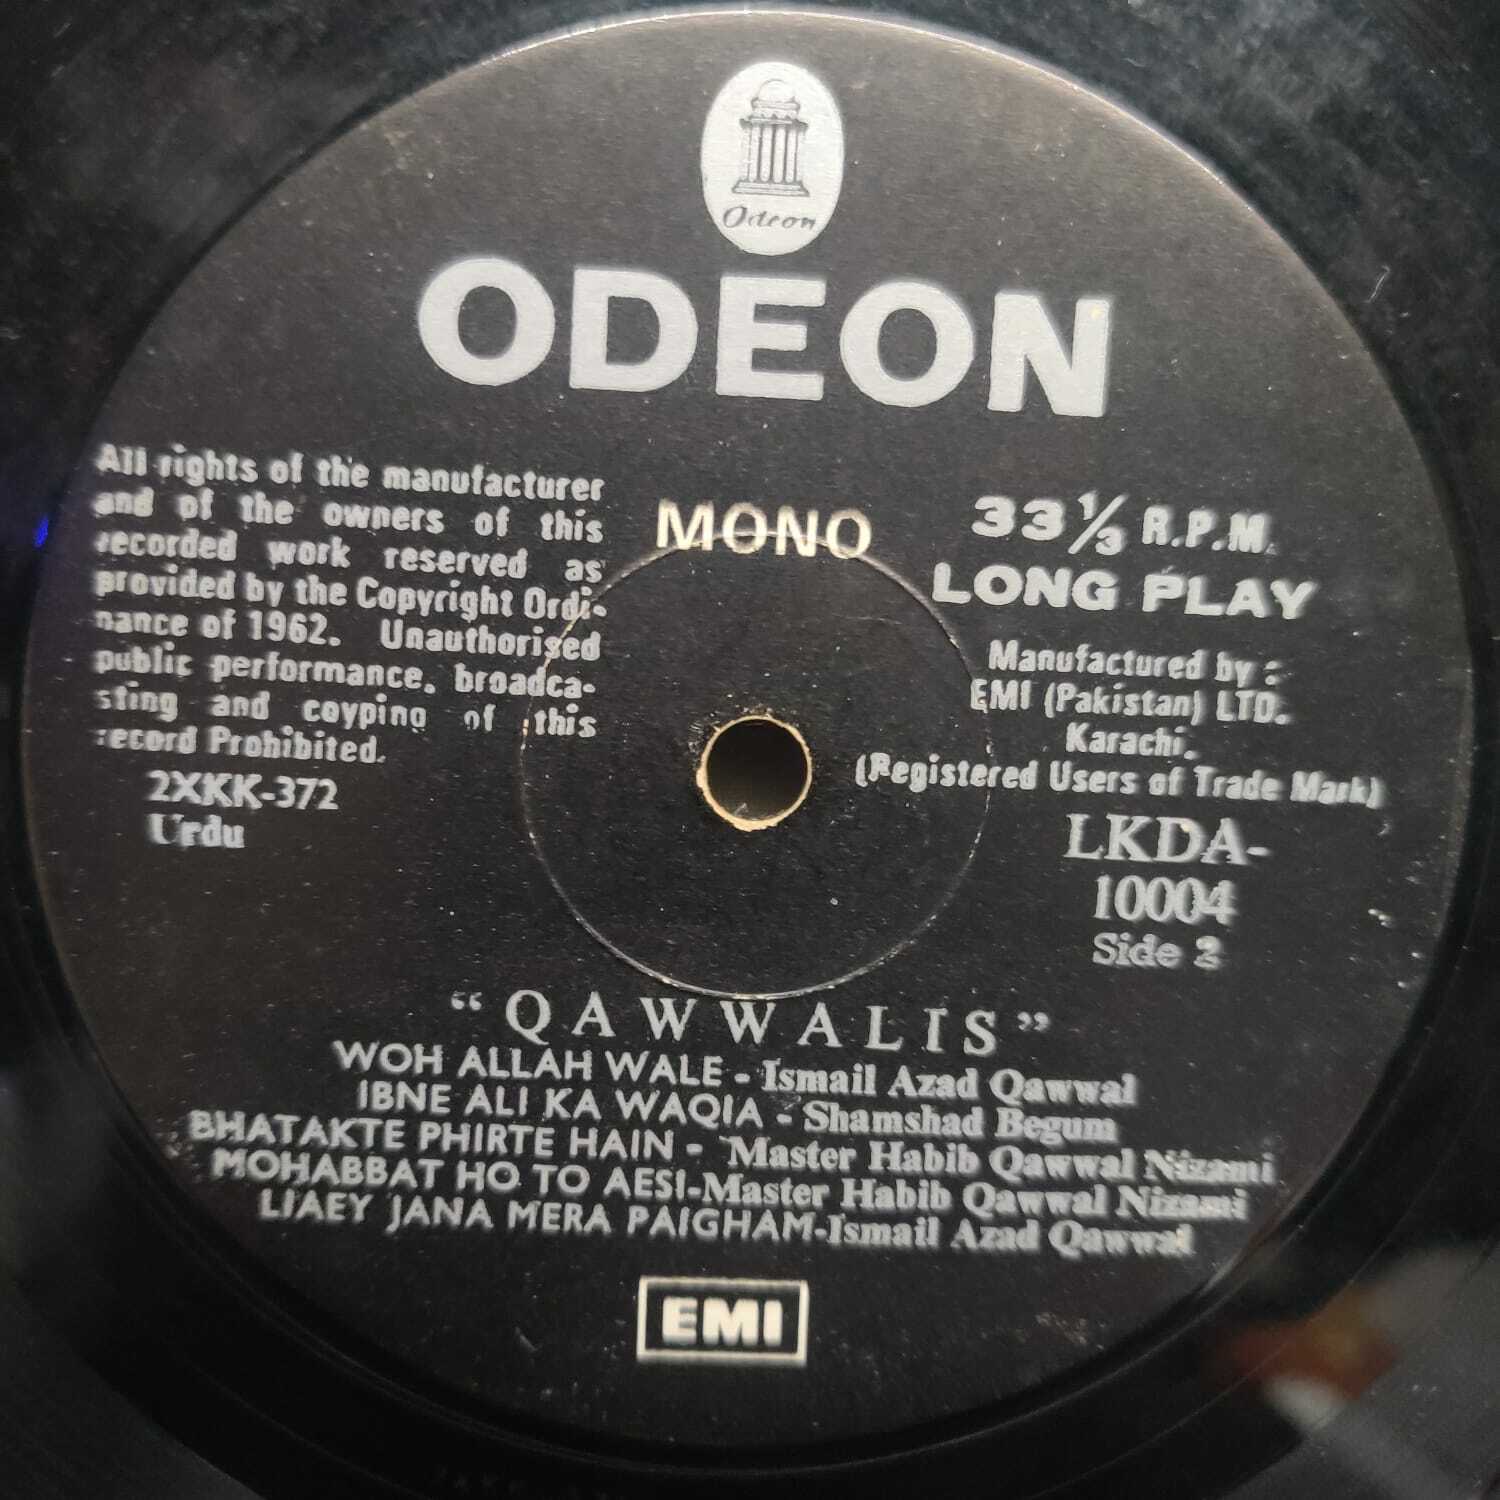 Odeon
ODEON
All rights of the manufacturer
and of the owners of this
recorded work reserved as
provided by the Copyright Ordi-
nance of 1962. Unauthorised
public performance. broadca-
sting and coyping of this
record Prohibited.
2XKK-372
Urdu
MONO
33 1/3 R.P.M.
LONG PLAY
Manufactured by :
EMI (Pakistan) LTD.
Karachi.
(Registered Users of Trade Mark)
LKDA-
10004
Side 2
"QAWWALIS"
WOH ALLAH WALE - Ismail Azad Qawwal
IBNE ALI KA WAQIA - Shamshad Begum
BHATAKTE PHIRTE HAIN - Master Habib Qawwal Nizami
MOHABBAT HO TO AESI-Master Habib Qawwal Nizami
LIAEY JANA MERA PAIGHAM-Ismail Azad Qawwal
EMI